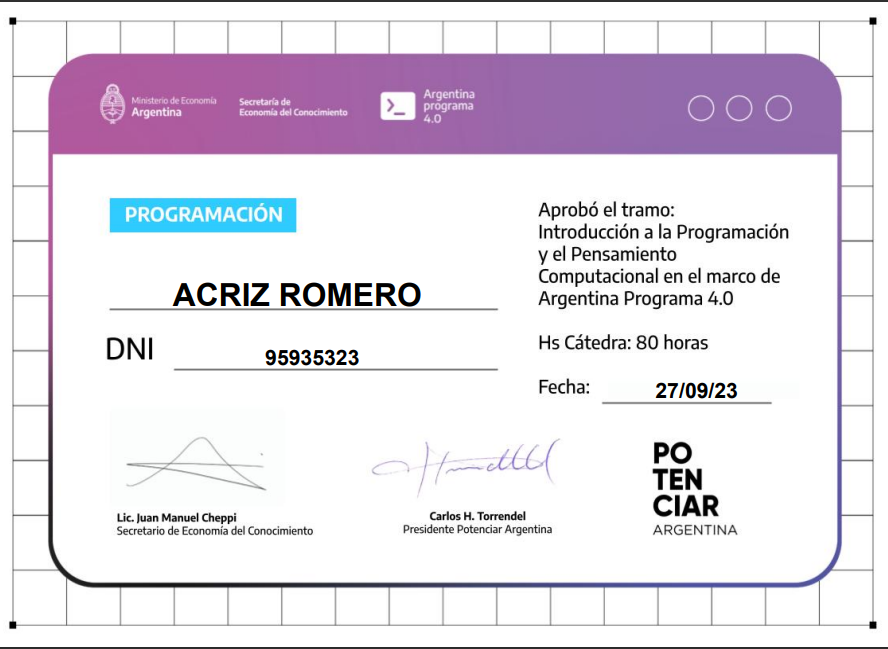 Ministerio de Economía
Argentina
Secretaría de
Economía del Conocimiento
>_
Argentina
programa
4.0
PROGRAMACIÓN
ACRIZ ROMERO
DNI 95935323
Aprobó el tramo:
Introducción a la Programación
y el Pensamiento
Computacional en el marco de
Argentina Programa 4.0
Hs Cátedra: 80 horas
Fecha: 27/09/23
Lic. Juan Manuel Cheppi
Secretario de Economía del Conocimiento
Carlos H. Torrendel
Presidente Potenciar Argentina
PO
TEN
CIAR
ARGENTINA